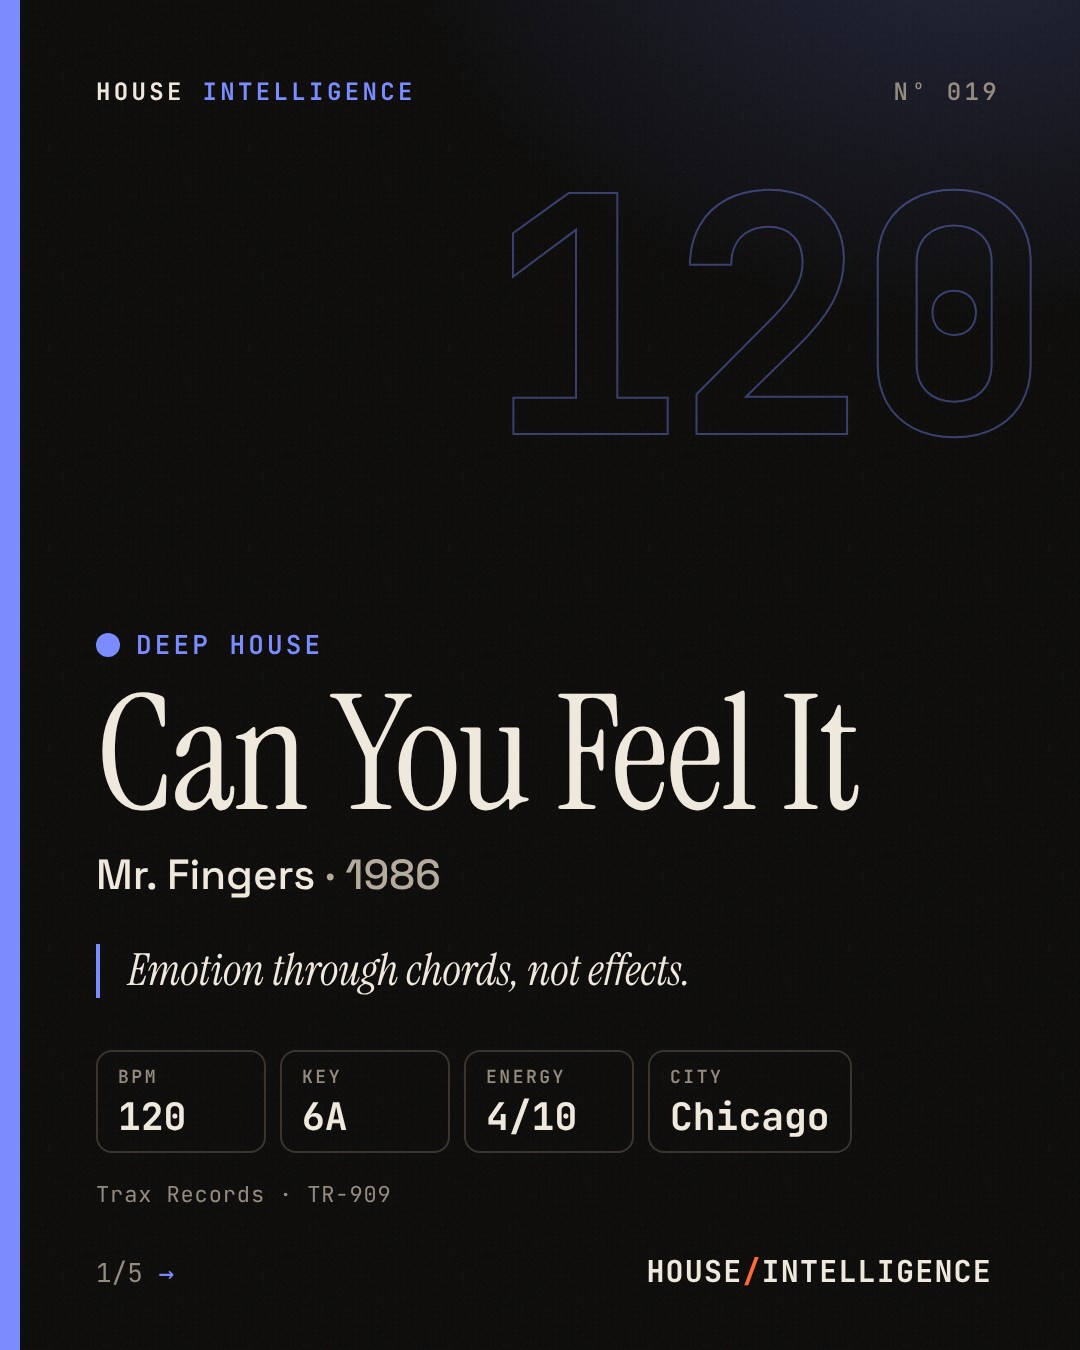 HOUSE INTELLIGENCE
N° 019
120
DEEP HOUSE
Can You Feel It
Mr. Fingers · 1986
Emotion through chords, not effects.
BPM
120
KEY
6A
ENERGY
4/10
CITY
Chicago
Trax Records · TR-909
1/5 →
HOUSE/INTELLIGENCE